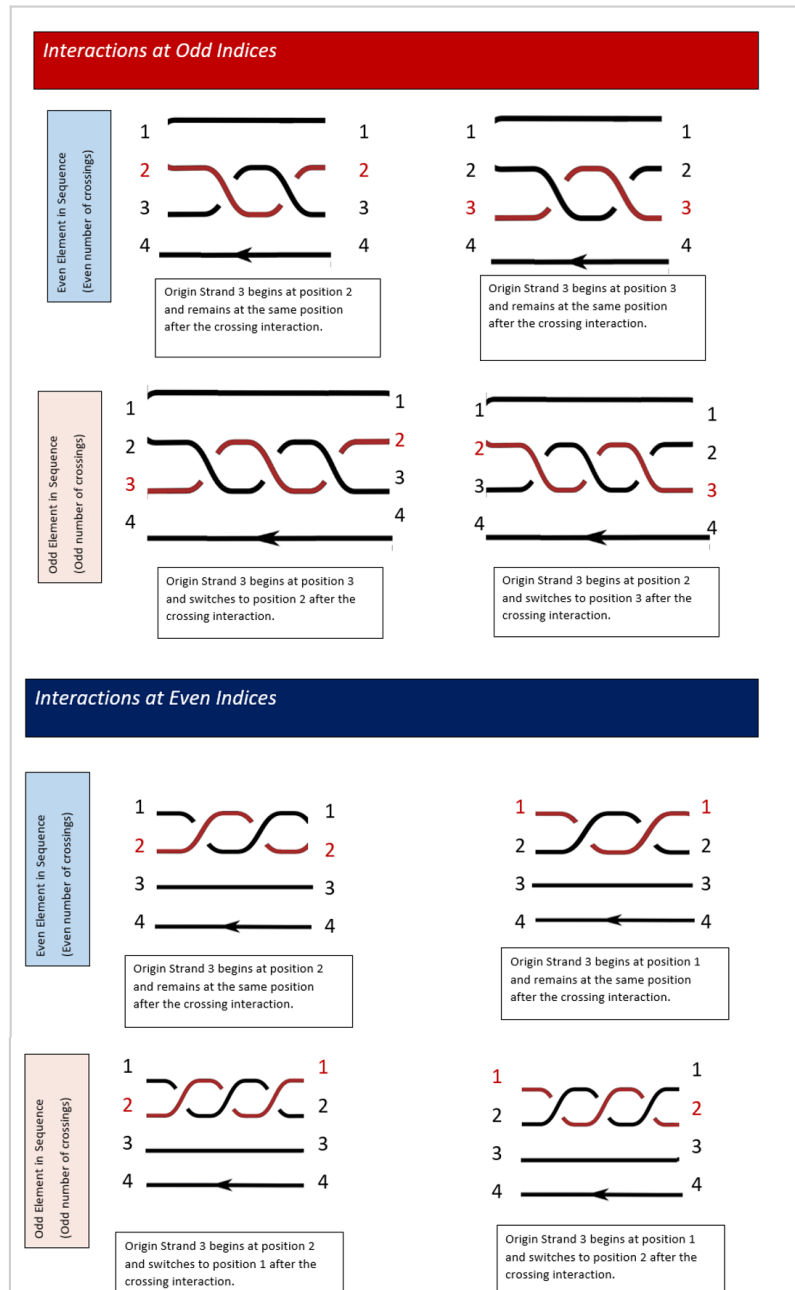 Interactions at Odd Indices
Even Element in Sequence
(Even number of crossings)
1
2
3
4
1
2
3
4
Origin Strand 3 begins at position 2
and remains at the same position
after the crossing interaction.
1
2
3
4
1
2
3
4
Origin Strand 3 begins at position 3
and remains at the same position
after the crossing interaction.
Odd Element in Sequence
(Odd number of crossings)
1
2
3
4
1
2
3
4
Origin Strand 3 begins at position 3
and switches to position 2 after the
crossing interaction.
1
2
3
4
1
2
3
4
Origin Strand 3 begins at position 2
and switches to position 3 after the
crossing interaction.
Interactions at Even Indices
Even Element in Sequence
(Even number of crossings)
1
2
3
4
1
2
3
4
Origin Strand 3 begins at position 2
and remains at the same position
after the crossing interaction.
1
2
3
4
1
2
3
4
Origin Strand 3 begins at position 1
and remains at the same position
after the crossing interaction.
Odd Element in Sequence
(Odd number of crossings)
1
2
3
4
1
2
3
4
Origin Strand 3 begins at position 2
and switches to position 1 after the
crossing interaction.
1
2
3
4
1
2
3
4
Origin Strand 3 begins at position 1
and switches to position 2 after the
crossing interaction.